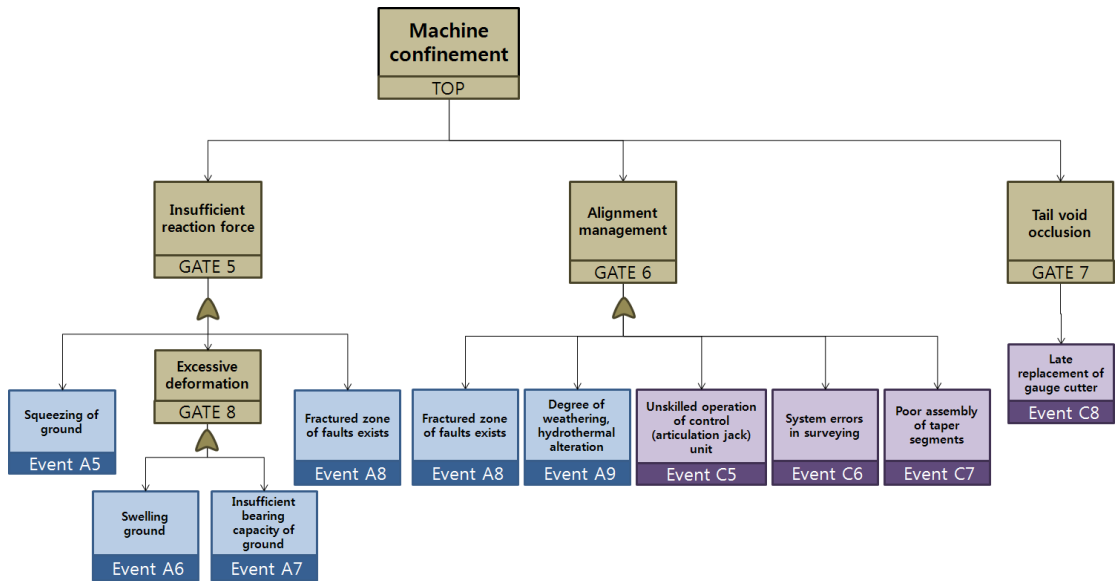 Machine
confinement
TOP
Insufficient
reaction force
GATE 5
Alignment
management
GATE 6
Tail void
occlusion
GATE 7
Squeezing of
ground
Event A5
Excessive
deformation
GATE 8
Fractured zone
of faults exists
Event A8
Fractured zone
of faults exists
Event A8
Degree of
weathering,
hydrothermal
alteration
Event A9
Unskilled operation
of control
(articulation jack)
unit
Event C5
System errors
in surveying
Event C6
Poor assembly
of taper
segments
Event C7
Late
replacement of
gauge cutter
Event C8
Swelling
ground
Event A6
Insufficient
bearing
capacity of
ground
Event A7